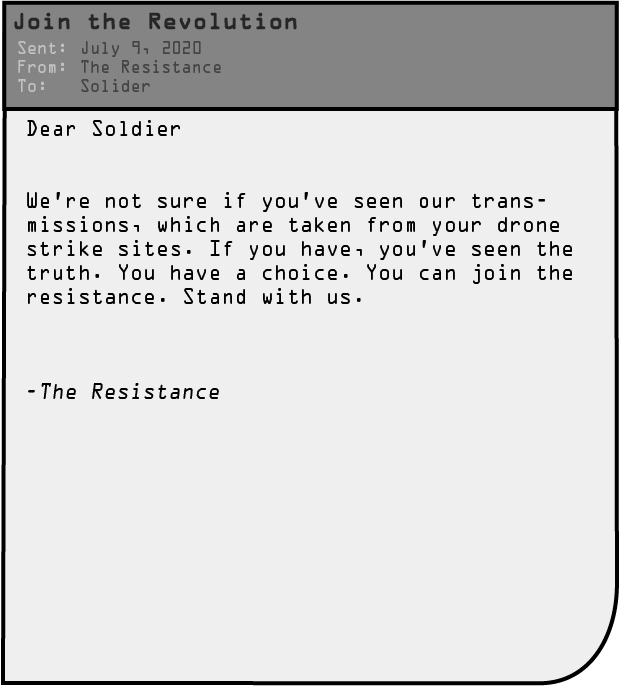 Join the Revolution
Sent: July 9, 2020
From: The Resistance
To: Solider
Dear Soldier
We're not sure if you've seen our trans-
missions, which are taken from your drone
strike sites. If you have, you've seen the
truth. You have a choice. You can join the
resistance. Stand with us.
-The Resistance